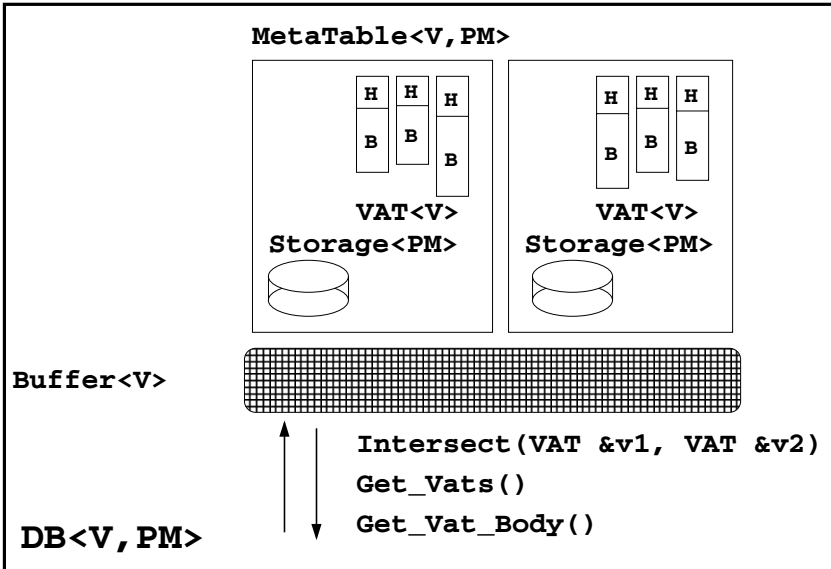 MetaTable<V,PM>
H H H H H H
B B B B B B
VAT<V> VAT<V>
Storage<PM> Storage<PM>
Buffer<V>
Intersect(VAT &v1, VAT &v2)
Get_Vats()
Get_Vat_Body()
DB<V,PM>